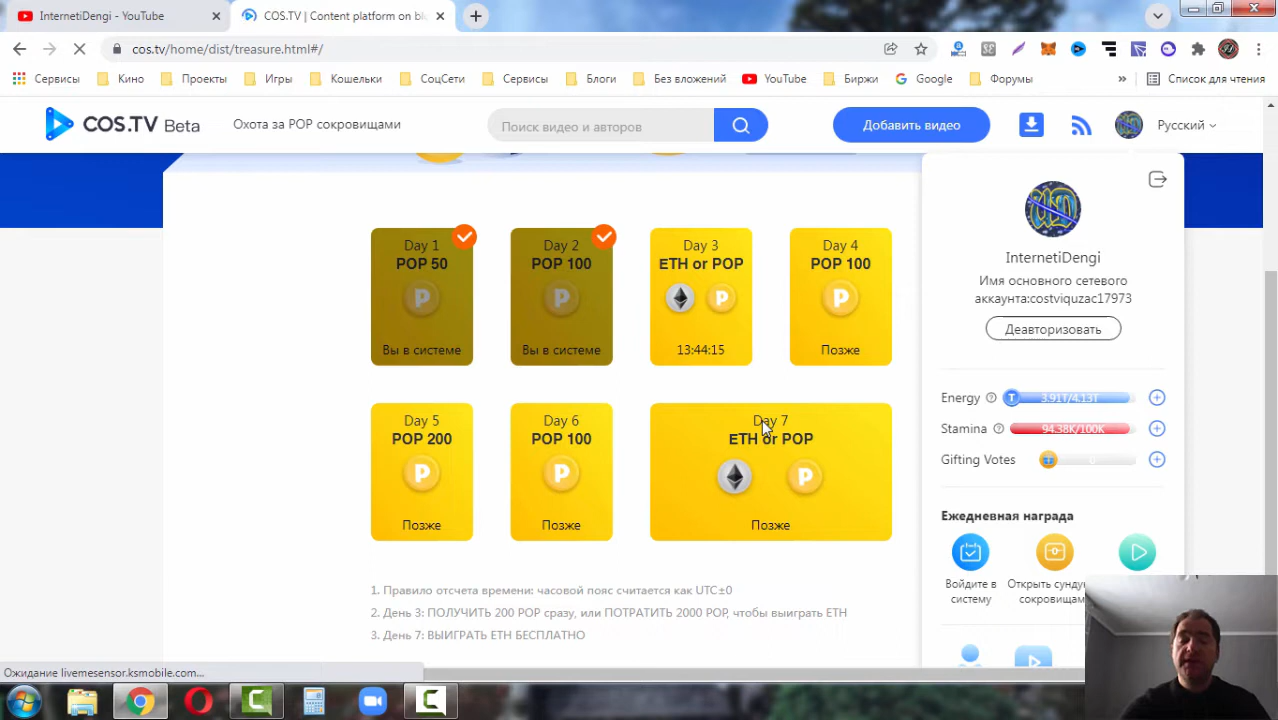 InternetiDengi - YouTube
COS.TV | Content platform on bl
cos.tv/home/dist/treasure.html#/
Сервисы Кино Проекты Игры Кошельки СоцСети Сервисы Блоги Без вложений YouTube Биржи Google Форумы » Список для чтения
COS.TV Beta Охота за POP сокровищами Поиск видео и авторов Добавить видео Русский
Day 1
POP 50
Вы в системе
Day 2
POP 100
Вы в системе
Day 3
ETH or POP
13:44:15
Day 4
POP 100
Позже
Day 5
POP 200
Позже
Day 6
POP 100
Позже
Day 7
ETH or POP
Позже
1. Правило отсчета времени: часовой пояс считается как UTC±0
2. День 3: ПОЛУЧИТЬ 200 POP сразу, или ПОТРАТИТЬ 2000 POP, чтобы выиграть ETH
3. День 7: ВЫИГРАТЬ ETH БЕСПЛАТНО
InternetiDengi
Имя основного сетевого
аккаунта:costviquzac17973
Деавторизовать
Energy 3.91T/4.13T
Stamina 94.38K/100K
Gifting Votes 0
Ежедневная награда
Войдите в
систему
Открыть сунду
сокровищам
Ожидание livemesensor.ksmobile.com...